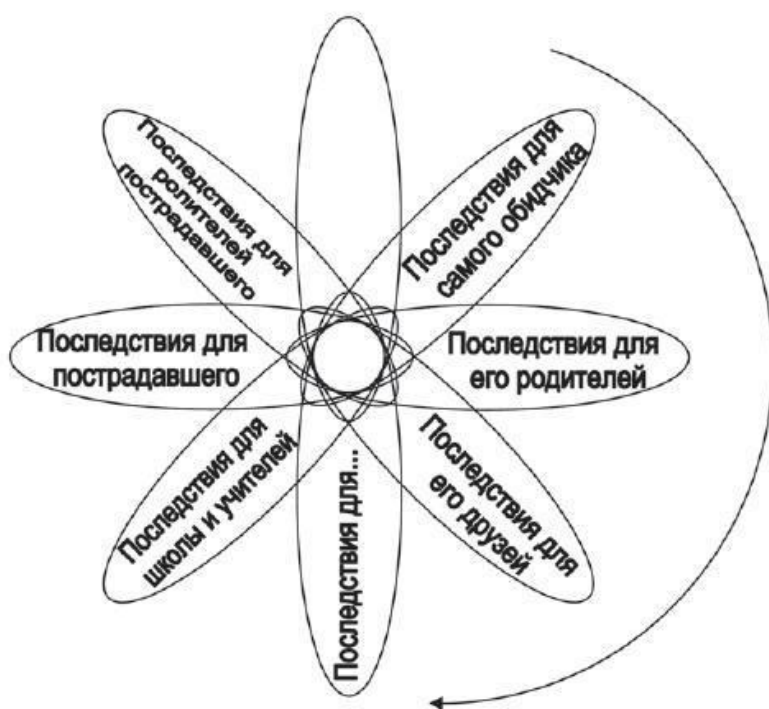 Последствия для
самого обидчика
Последствия для
его родителей
Последствия для
его друзей
Последствия для...
Последствия для
школы и учителей
Последствия для
пострадавшего
Последствия для
ролителей
пострадавшего